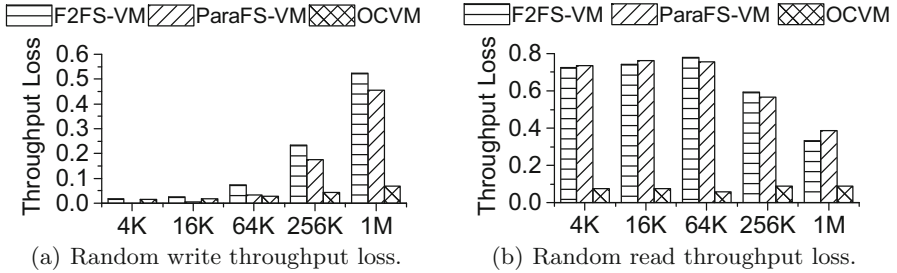 F2FS-VM ParaFS-VM OCVM
Throughput Loss
0.6
0.5
0.4
0.3
0.2
0.1
0.0
4K 16K 64K 256K 1M
(a) Random write throughput loss.
F2FS-VM ParaFS-VM OCVM
Throughput Loss
0.8
0.6
0.4
0.2
0.0
4K 16K 64K 256K 1M
(b) Random read throughput loss.